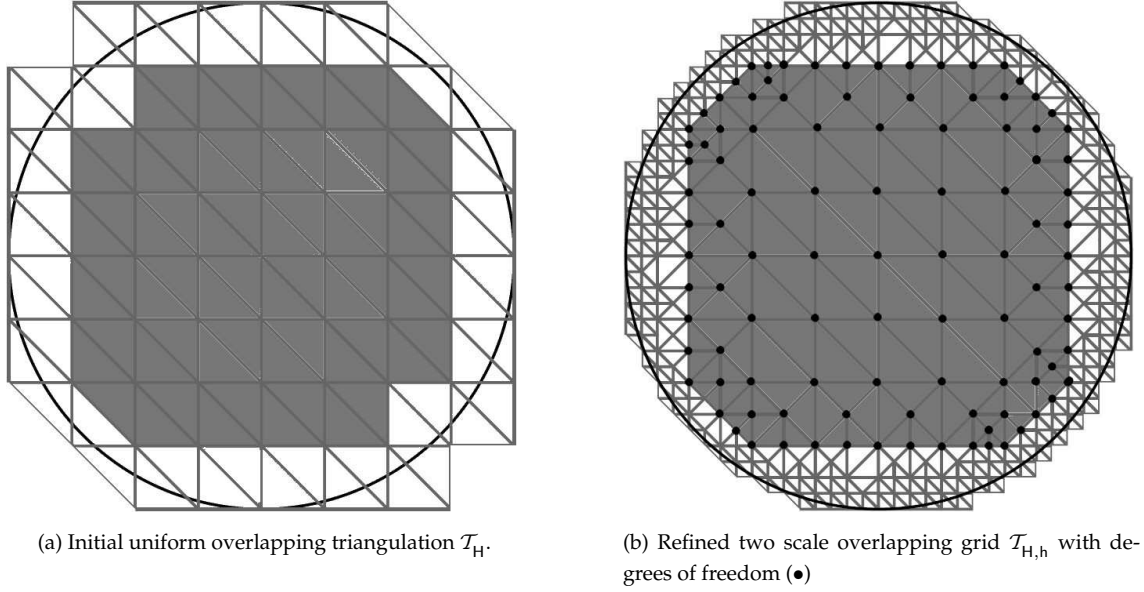 (a) Initial uniform overlapping triangulation 𝒯_H.
(b) Refined two scale overlapping grid 𝒯_H,h with de-
grees of freedom (●)